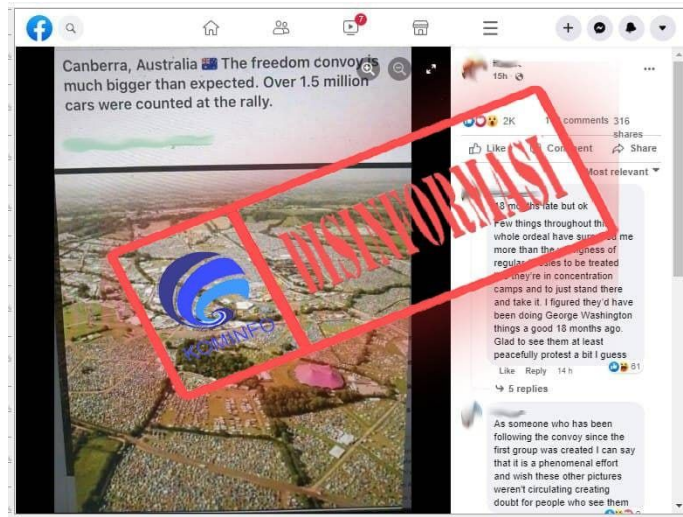 7
Canberra, Australia 🇦🇺 The freedom convoy is
much bigger than expected. Over 1.5 million
cars were counted at the rally.
15h
2K
comments 316
shares
Like
Comment
Share
Most relevant
18 months late but ok
Few things throughout this
whole ordeal have surprised me
more than the willingness of
regular to be treated
they're in concentration
camps and to just stand there
and take it. I figured they'd have
been doing George Washington
things a good 18 months ago.
Glad to see them at least
peacefully protest a bit I guess
Like Reply 14 h
61
5 replies
As someone who has been
following the convoy since the
first group was created I can say
that it is a phenomenal effort
and wish these other pictures
weren't circulating creating
doubt for people who see them
DISINFORMASI
KOMINFO